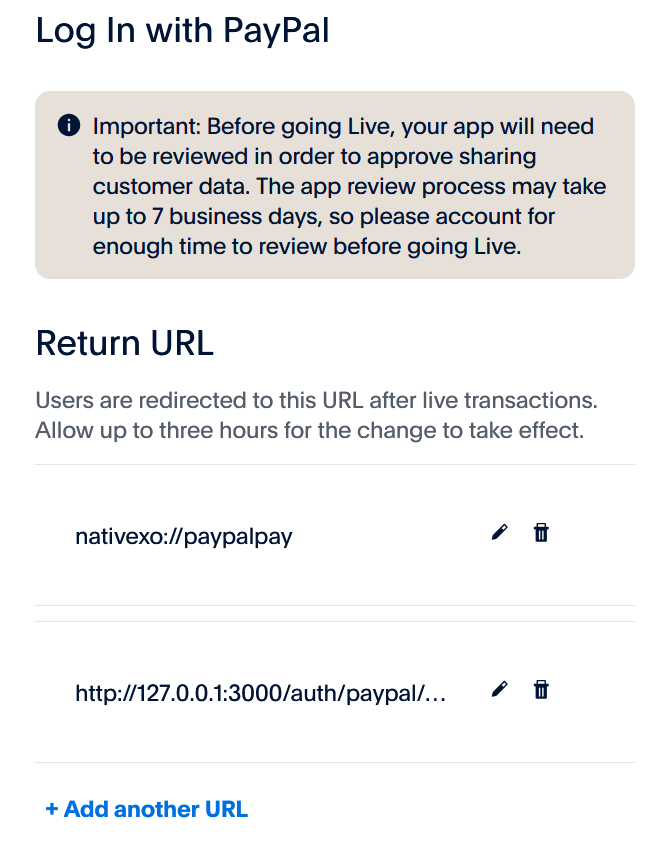 Log In with PayPal
Important: Before going Live, your app will need
to be reviewed in order to approve sharing
customer data. The app review process may take
up to 7 business days, so please account for
enough time to review before going Live.
Return URL
Users are redirected to this URL after live transactions.
Allow up to three hours for the change to take effect.
nativexo://paypalpay
http://127.0.0.1:3000/auth/paypal/...
+ Add another URL